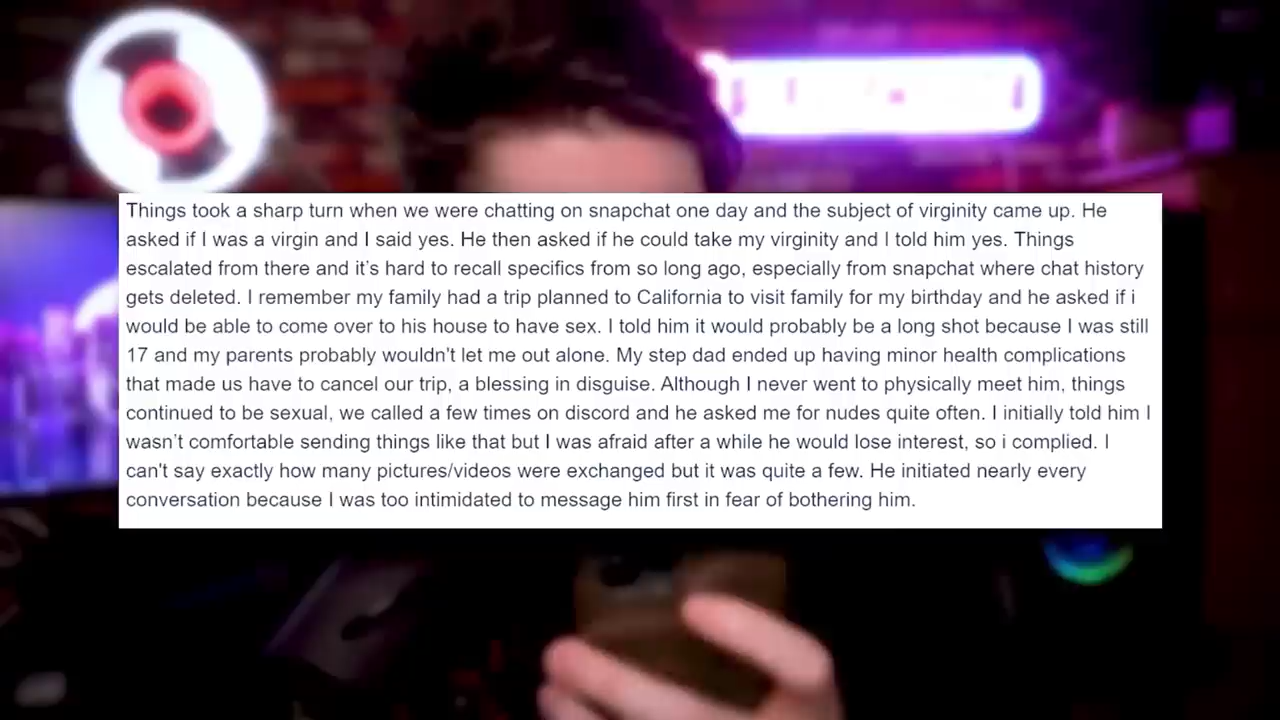 Things took a sharp turn when we were chatting on snapchat one day and the subject of virginity came up. He
asked if I was a virgin and I said yes. He then asked if he could take my virginity and I told him yes. Things
escalated from there and it's hard to recall specifics from so long ago, especially from snapchat where chat history
gets deleted. I remember my family had a trip planned to California to visit family for my birthday and he asked if i
would be able to come over to his house to have sex. I told him it would probably be a long shot because I was still
17 and my parents probably wouldn't let me out alone. My step dad ended up having minor health complications
that made us have to cancel our trip, a blessing in disguise. Although I never went to physically meet him, things
continued to be sexual, we called a few times on discord and he asked me for nudes quite often. I initially told him I
wasn't comfortable sending things like that but I was afraid after a while he would lose interest, so i complied. I
can't say exactly how many pictures/videos were exchanged but it was quite a few. He initiated nearly every
conversation because I was too intimidated to message him first in fear of bothering him.